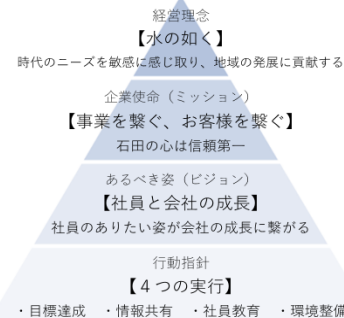 経営理念
【水の如く】
時代のニーズを敏感に感じ取り、地域の発展に貢献する
企業使命（ミッション）
【事業を繋ぐ、お客様を繋ぐ】
石田の心は信頼第一
あるべき姿（ビジョン）
【社員と会社の成長】
社員のありたい姿が会社の成長に繋がる
行動指針
【４つの実行】
・目標達成　・情報共有　・社員教育　・環境整備